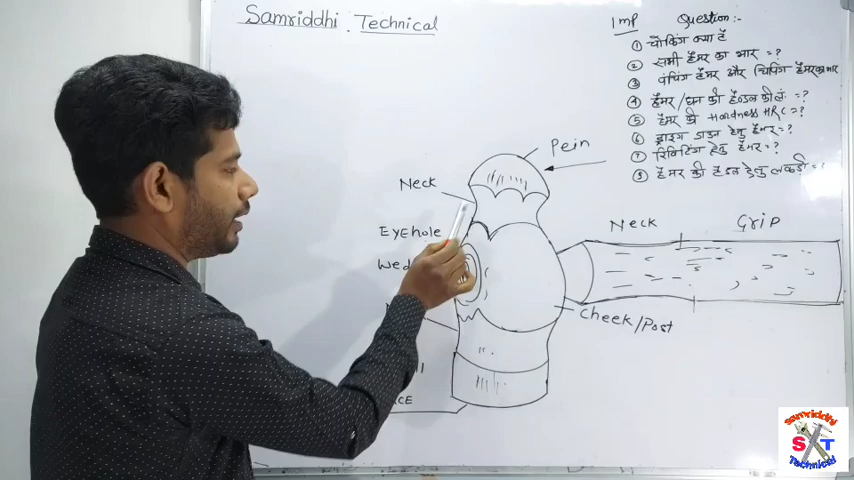 Samriddhi . Technical
IMP Question :-
① चौकिंग क्या है
② सभी हैमर का भार = ?
③ पंचिंग हैमर और चिपिंग हैमर का भार
④ हैमर/घन की हैण्डल की लं. = ?
⑤ हैमर की Hardness HRC = ?
⑥ डाउन हेतु हैमर = ?
⑦ रिवेटिंग हेतु हैमर = ?
⑧ हैमर की हैंडल हेतु लकड़ी = ?
Pein
Neck
Eyehole
Neck
Grip
Cheek/Post
Samriddhi
S T
Technical